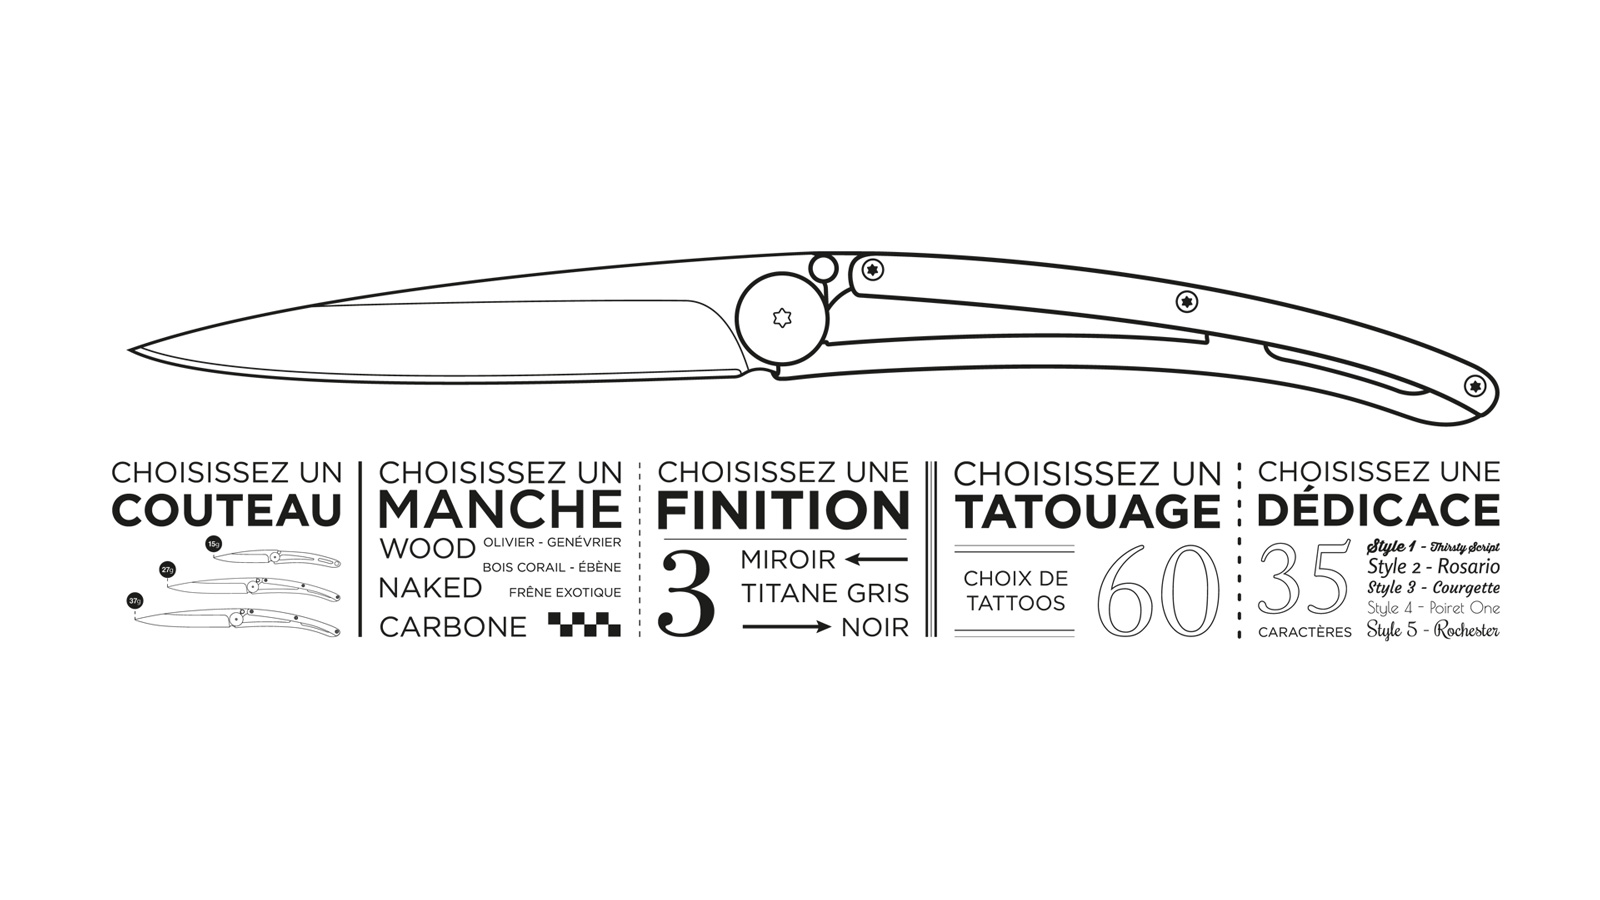 CHOISISSEZ UN
COUTEAU
15g
27g
37g
CHOISISSEZ UN
MANCHE
WOOD OLIVIER - GENÉVRIER
BOIS CORAIL - ÉBÈNE
NAKED FRÊNE EXOTIQUE
CARBONE
CHOISISSEZ UNE
FINITION
3
MIROIR
TITANE GRIS
NOIR
CHOISISSEZ UN
TATOUAGE
CHOIX DE
TATTOOS
60
CHOISISSEZ UNE
DÉDICACE
35
CARACTÈRES
Style 1 - Thirsty Script
Style 2 - Rosario
Style 3 - Courgette
Style 4 - Poiret One
Style 5 - Rochester